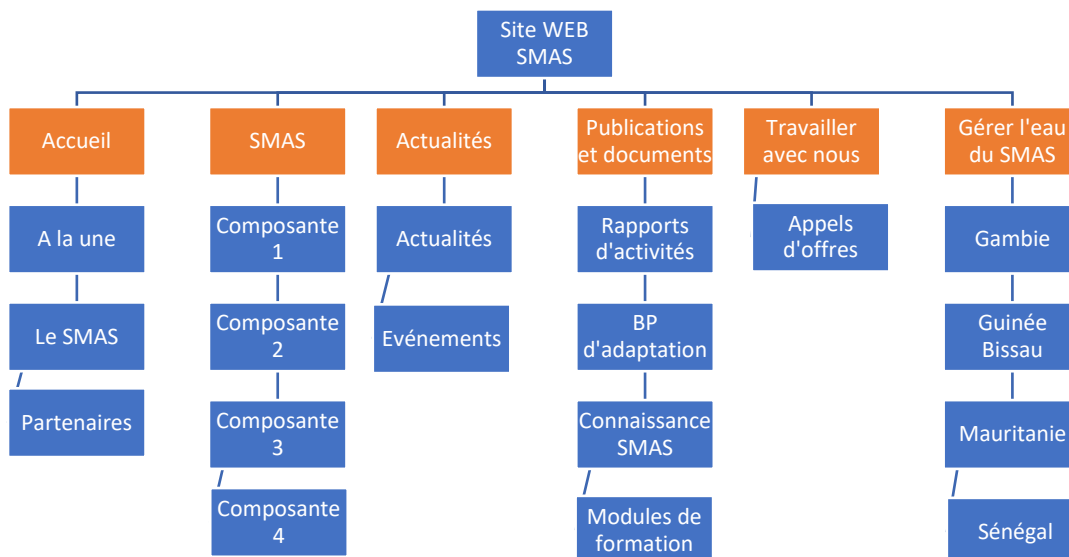 Site WEB
SMAS
Accueil
SMAS
Actualités
Publications
et documents
Travailler
avec nous
Gérer l'eau
du SMAS
A la une
Composante
1
Actualités
Rapports
d'activités
Appels
d'offres
Gambie
Le SMAS
Composante
2
Evénements
BP
d'adaptation
Guinée
Bissau
Partenaires
Composante
3
Connaissance
SMAS
Mauritanie
Composante
4
Modules de
formation
Sénégal